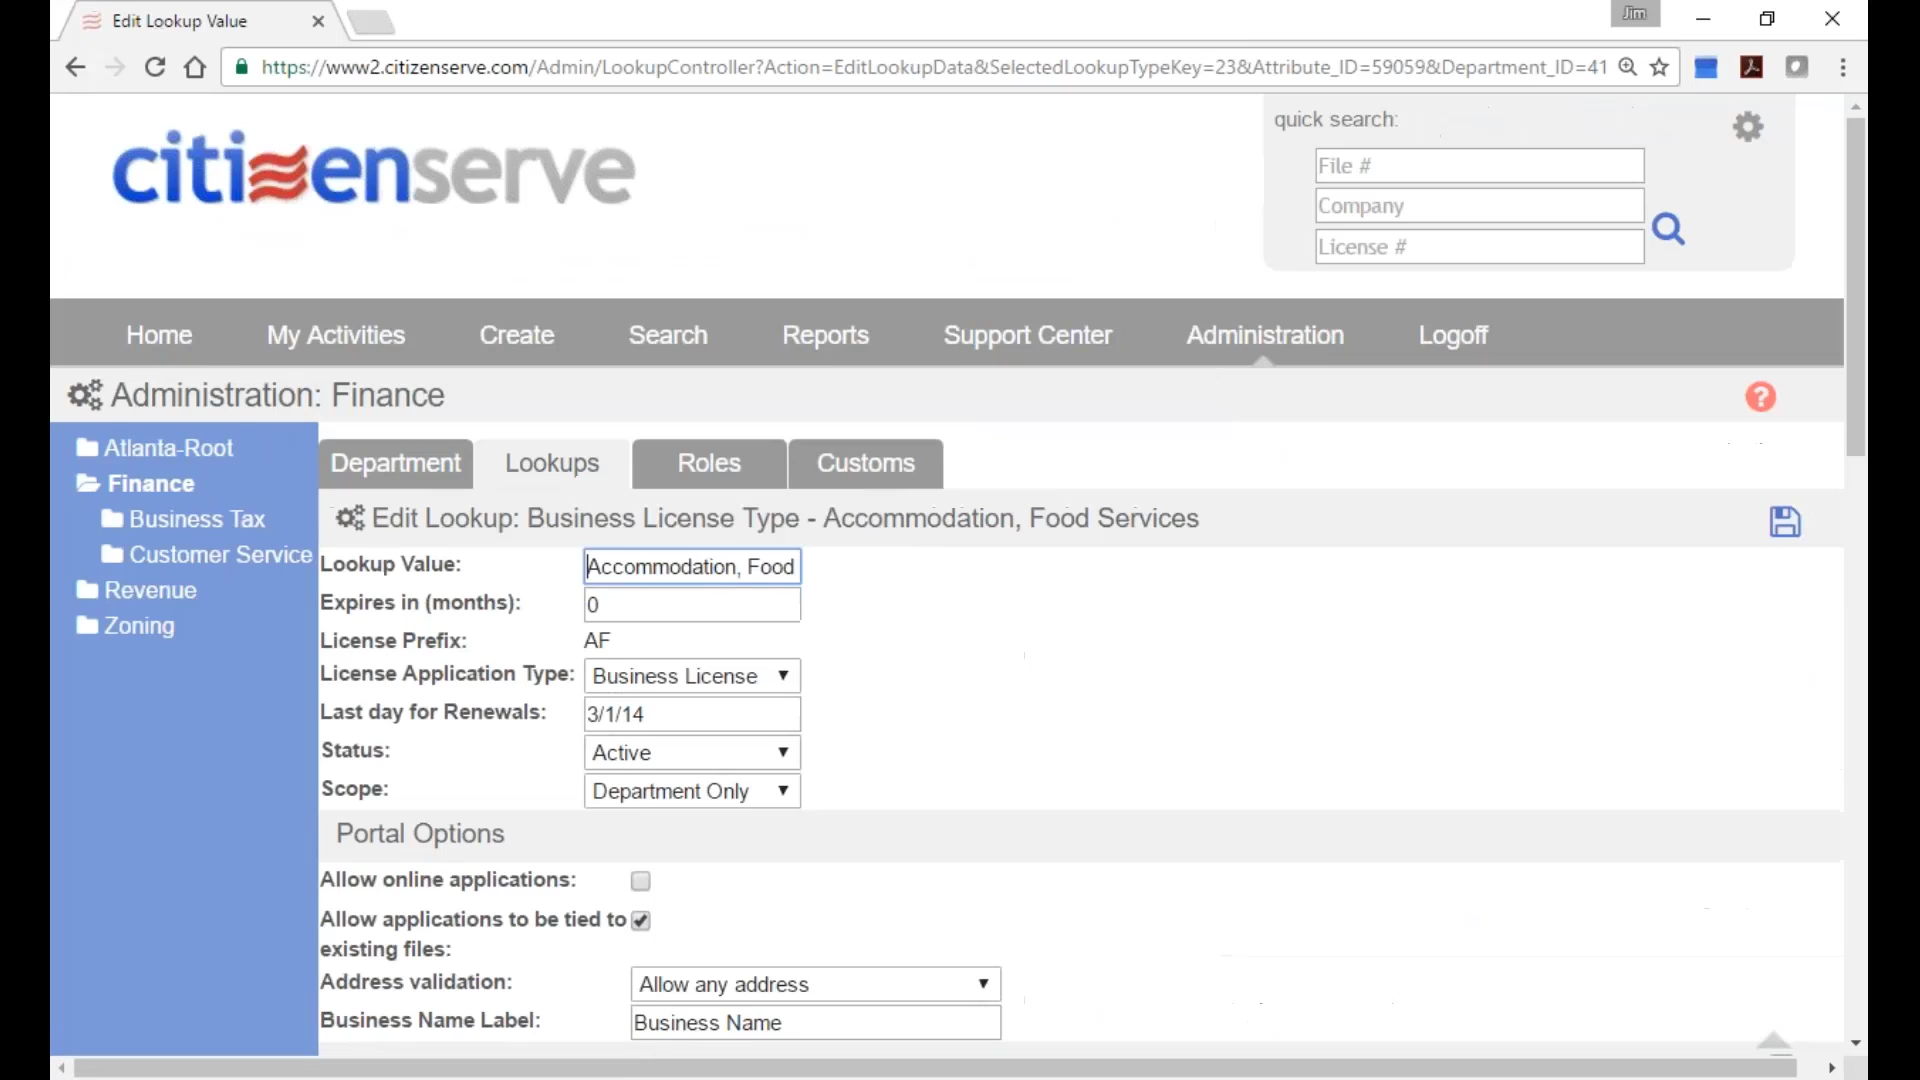 Edit Lookup Value
Jim
https://www2.citizenserve.com/Admin/LookupController?Action=EditLookupData&SelectedLookupTypeKey=23&Attribute_ID=59059&Department_ID=41
citizenserve
quick search:
File #
Company
License #
Home My Activities Create Search Reports Support Center Administration Logoff
Administration: Finance
?
Atlanta-Root
Finance
Business Tax
Customer Service
Revenue
Zoning
Department Lookups Roles Customs
Edit Lookup: Business License Type - Accommodation, Food Services
Lookup Value: Accommodation, Food
Expires in (months): 0
License Prefix: AF
License Application Type: Business License
Last day for Renewals: 3/1/14
Status: Active
Scope: Department Only
Portal Options
Allow online applications:
Allow applications to be tied to
existing files:
Address validation: Allow any address
Business Name Label: Business Name